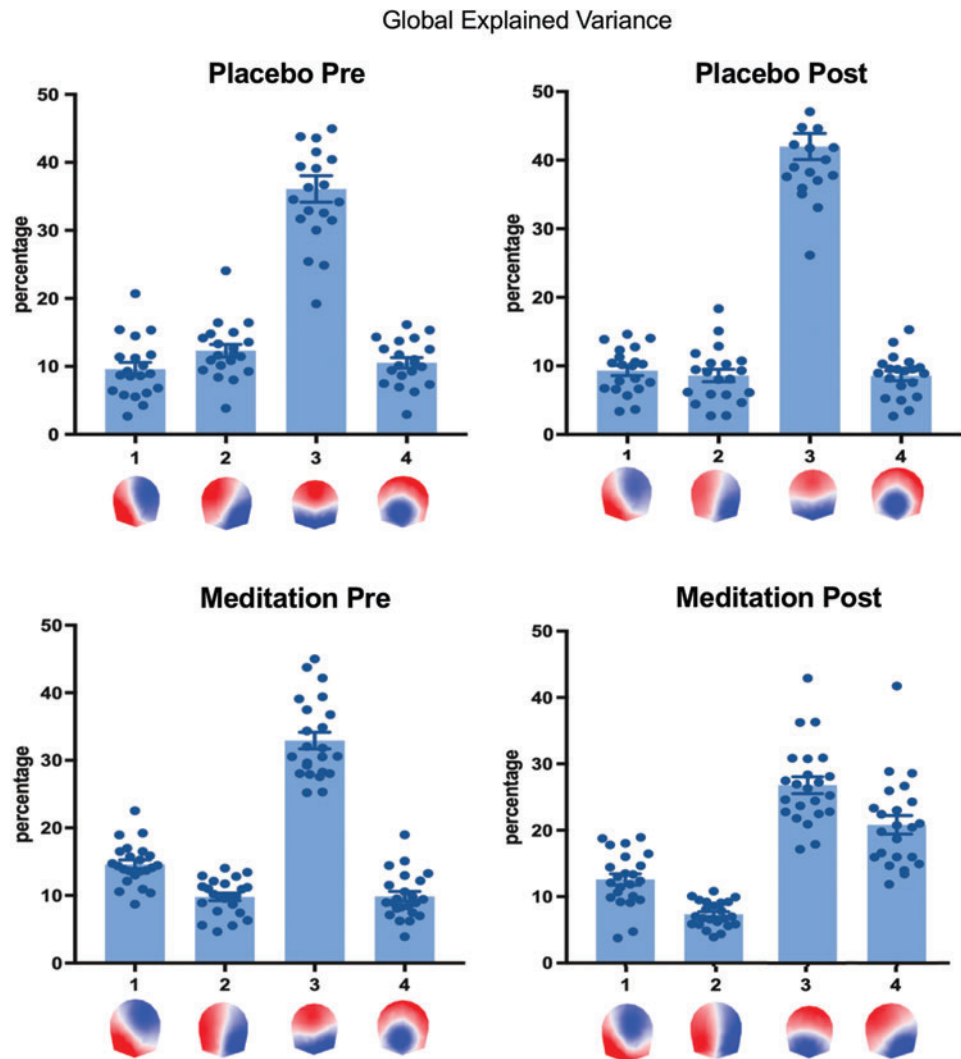 Global Explained Variance
Placebo Pre
percentage
50
40
30
20
10
0
1 2 3 4
Placebo Post
percentage
50
40
30
20
10
0
1 2 3 4
Meditation Pre
percentage
50
40
30
20
10
0
1 2 3 4
Meditation Post
percentage
50
40
30
20
10
0
1 2 3 4